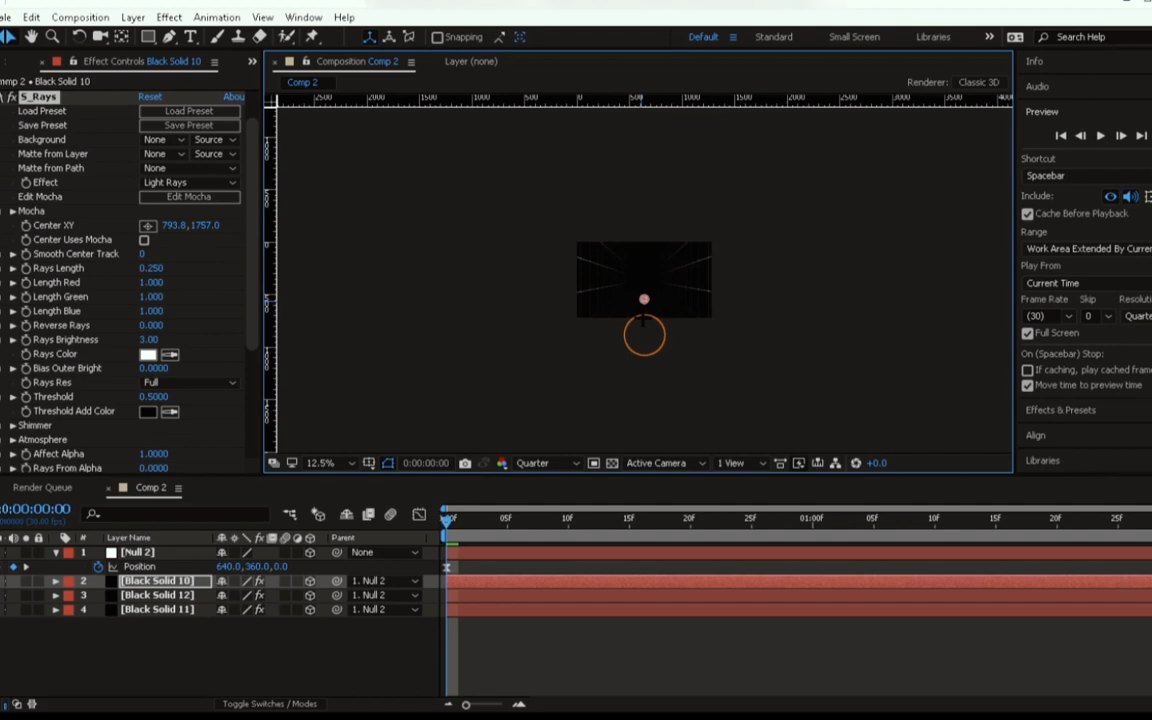 Edit Composition Layer Effect Animation View Window Help
T Snapping Default Standard Small Screen Libraries Search Help
Effect Controls Black Solid 10
Composition Comp 2
Layer (none)
Info
• Black Solid 10
Comp 2
Renderer: Classic 3D
fx S_Rays Reset Abou
Audio
Load Preset Load Preset
Save Preset Save Preset
Background None Source
Matte from Layer None Source
Matte from Path None
Effect Light Rays
Edit Mocha Edit Mocha
Mocha
Center XY 793.8,1757.0
Center Uses Mocha
Smooth Center Track 0
Rays Length 0.250
Length Red 1.000
Length Green 1.000
Length Blue 1.000
Reverse Rays 0.000
Rays Brightness 3.00
Rays Color
Bias Outer Bright 0.0000
Rays Res Full
Threshold 0.5000
Threshold Add Color
Shimmer
Atmosphere
Affect Alpha 1.0000
Rays From Alpha 0.0000
12.5% 0:00:00:00 Quarter Active Camera 1 View +0.0
Preview
Shortcut
Spacebar
Include:
Cache Before Playback
Range
Work Area Extended By Curren
Play From
Current Time
Frame Rate Skip Resoluti
(30) 0 Quarte
Full Screen
On (Spacebar) Stop:
If caching, play cached frame
Move time to preview time
Effects & Presets
Align
Libraries
Render Queue Comp 2
0:00:00:00
(30.00 fps)
05f 10f 15f 20f 25f 01:00f 05f 10f 15f 20f 25f
# Layer Name fx Parent
1 [Null 2] None
Position 640.0,360.0,0.0
2 [Black Solid 10] fx 1. Null 2
3 [Black Solid 12] fx 1. Null 2
4 [Black Solid 11] fx 1. Null 2
Toggle Switches / Modes